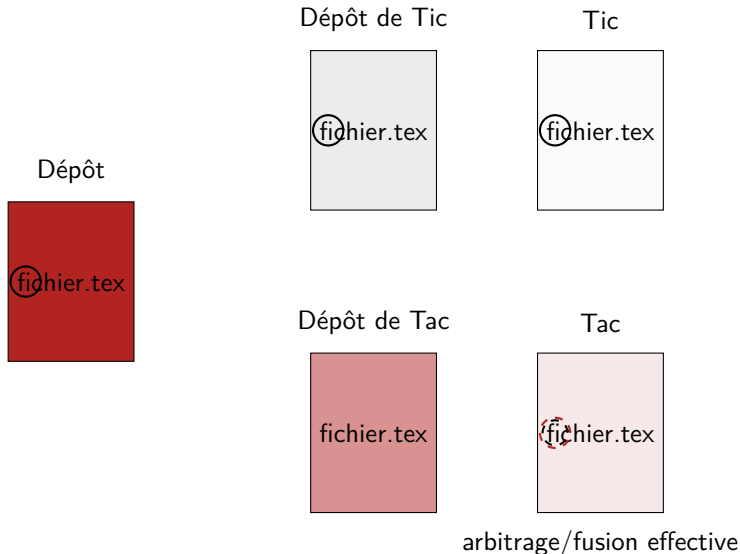 Dépôt de Tic
Tic
fichier.tex
fichier.tex
Dépôt
fichier.tex
Dépôt de Tac
Tac
fichier.tex
fichier.tex
arbitrage/fusion effective